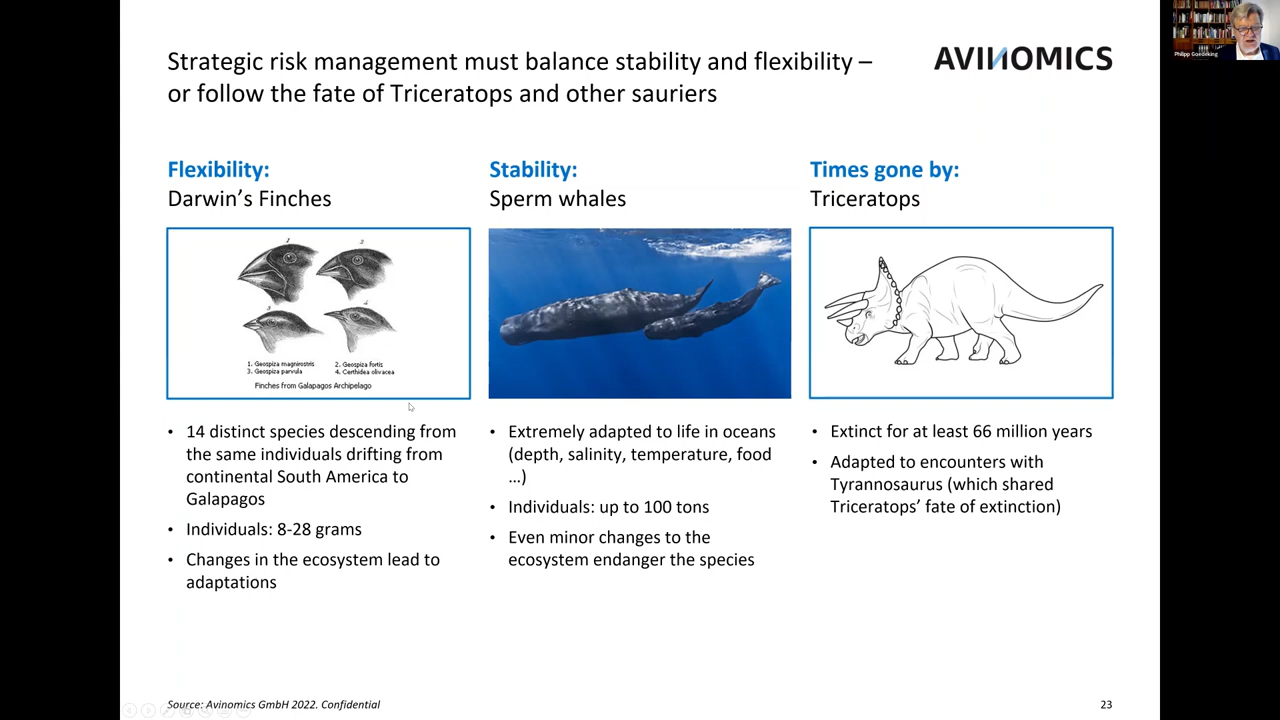 Philipp Goedeking
Strategic risk management must balance stability and flexibility –
or follow the fate of Triceratops and other sauriers
AVINOMICS
Flexibility:
Darwin's Finches
1
2
3
4
1. Geospiza magnirostris
2. Geospiza fortis
3. Geospiza parvula
4. Certhidea olivacea
Finches from Galapagos Archipelago
• 14 distinct species descending from
the same individuals drifting from
continental South America to
Galapagos
• Individuals: 8-28 grams
• Changes in the ecosystem lead to
adaptations
Stability:
Sperm whales
• Extremely adapted to life in oceans
(depth, salinity, temperature, food
…)
• Individuals: up to 100 tons
• Even minor changes to the
ecosystem endanger the species
Times gone by:
Triceratops
• Extinct for at least 66 million years
• Adapted to encounters with
Tyrannosaurus (which shared
Triceratops' fate of extinction)
Source: Avinomics GmbH 2022. Confidential
23